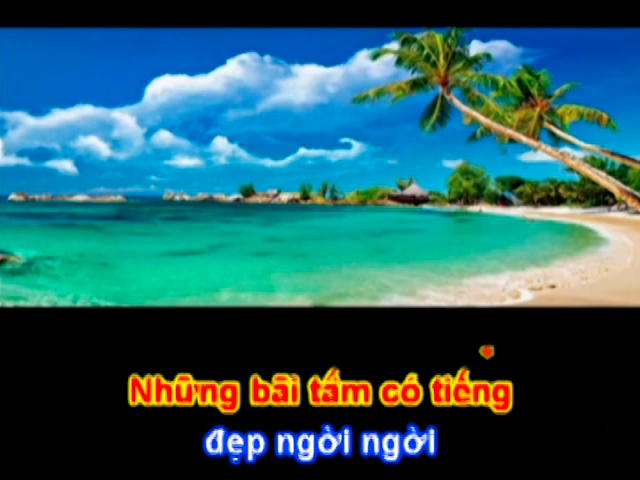 Những bãi tắm có tiếng
đẹp ngời ngời